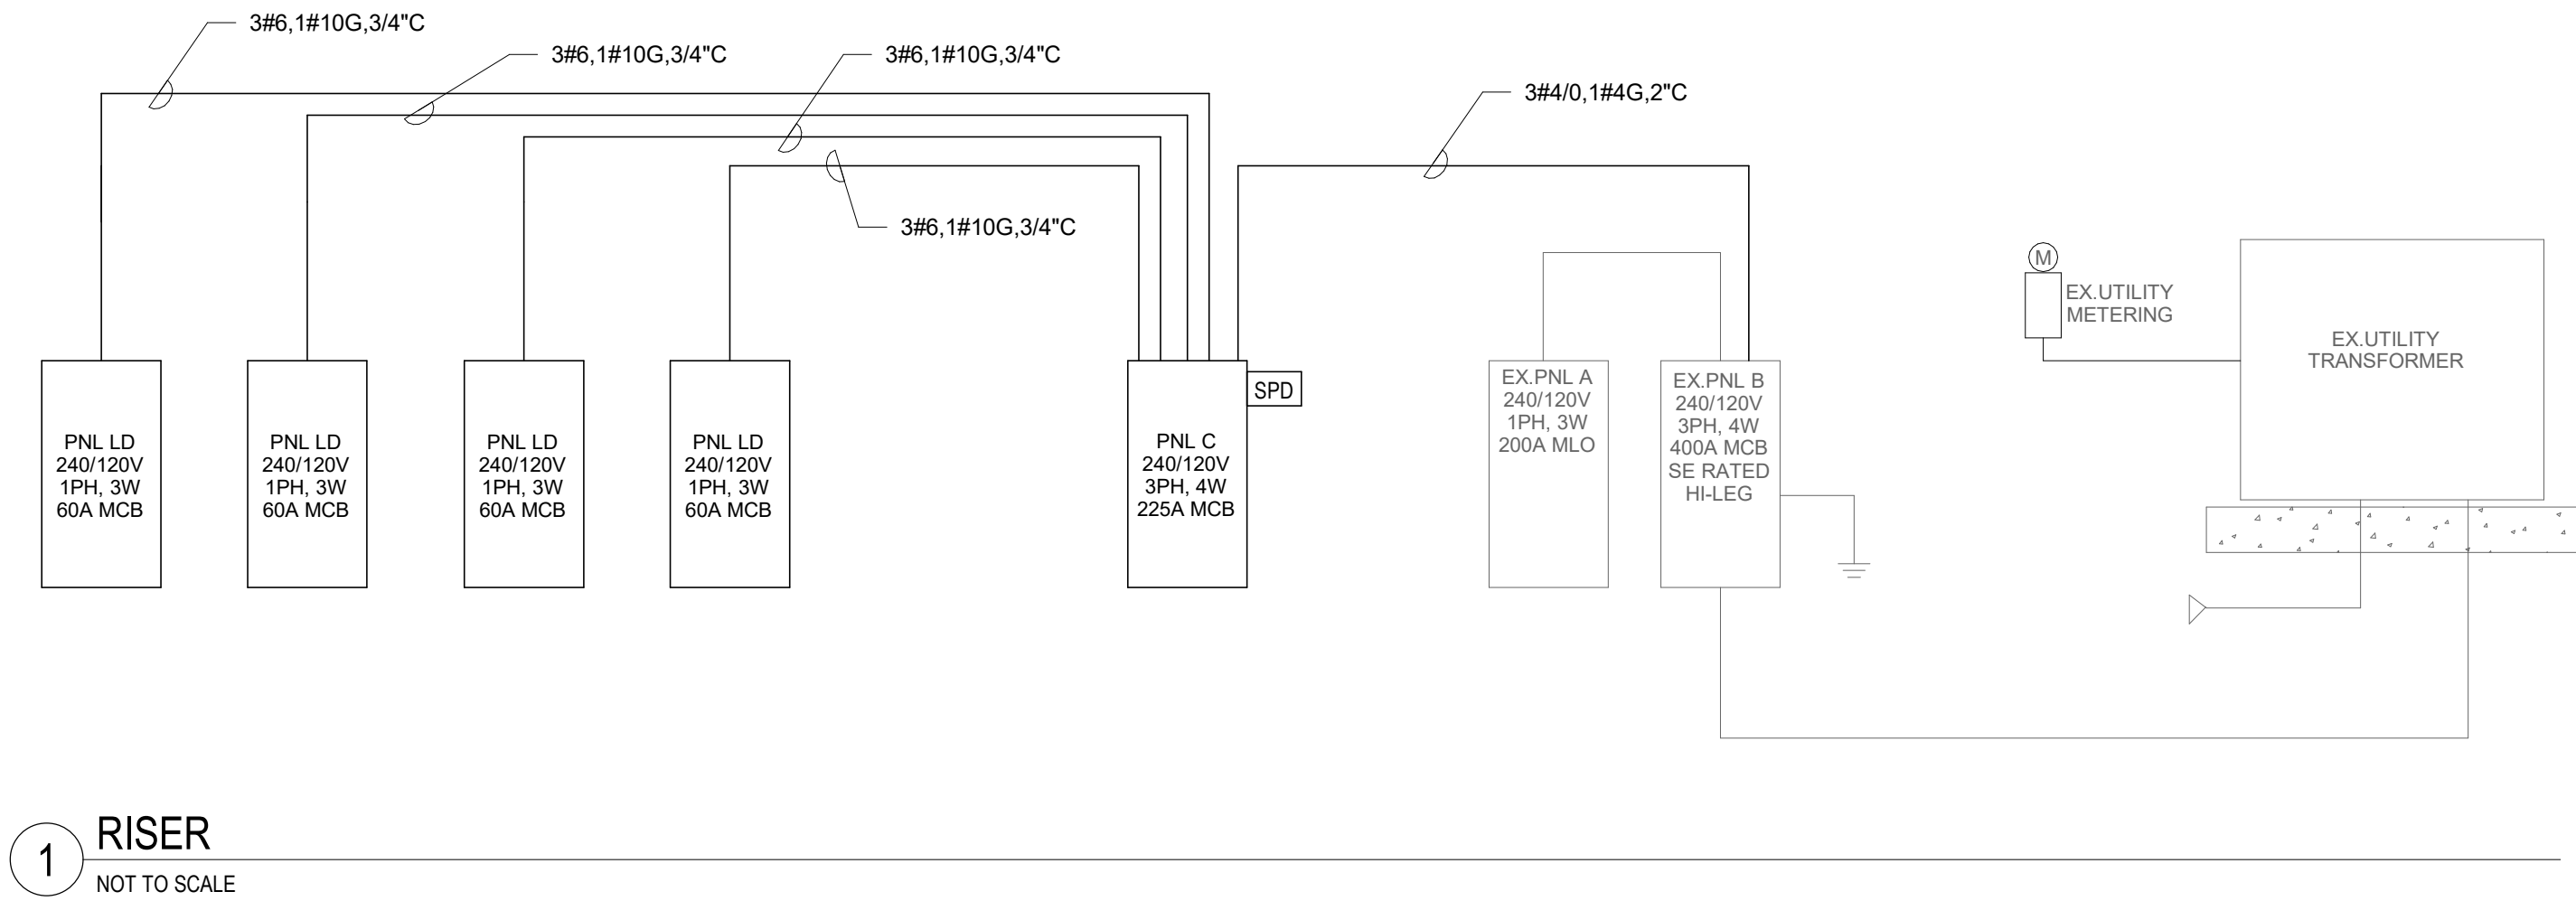 3#6,1#10G,3/4"C
3#6,1#10G,3/4"C
3#6,1#10G,3/4"C
3#4/0,1#4G,2"C
3#6,1#10G,3/4"C
PNL LD
240/120V
1PH, 3W
60A MCB
PNL LD
240/120V
1PH, 3W
60A MCB
PNL LD
240/120V
1PH, 3W
60A MCB
PNL LD
240/120V
1PH, 3W
60A MCB
PNL C
240/120V
3PH, 4W
225A MCB
SPD
EX.PNL A
240/120V
1PH, 3W
200A MLO
EX.PNL B
240/120V
3PH, 4W
400A MCB
SE RATED
HI-LEG
M
EX.UTILITY
METERING
EX.UTILITY
TRANSFORMER
1
RISER
NOT TO SCALE